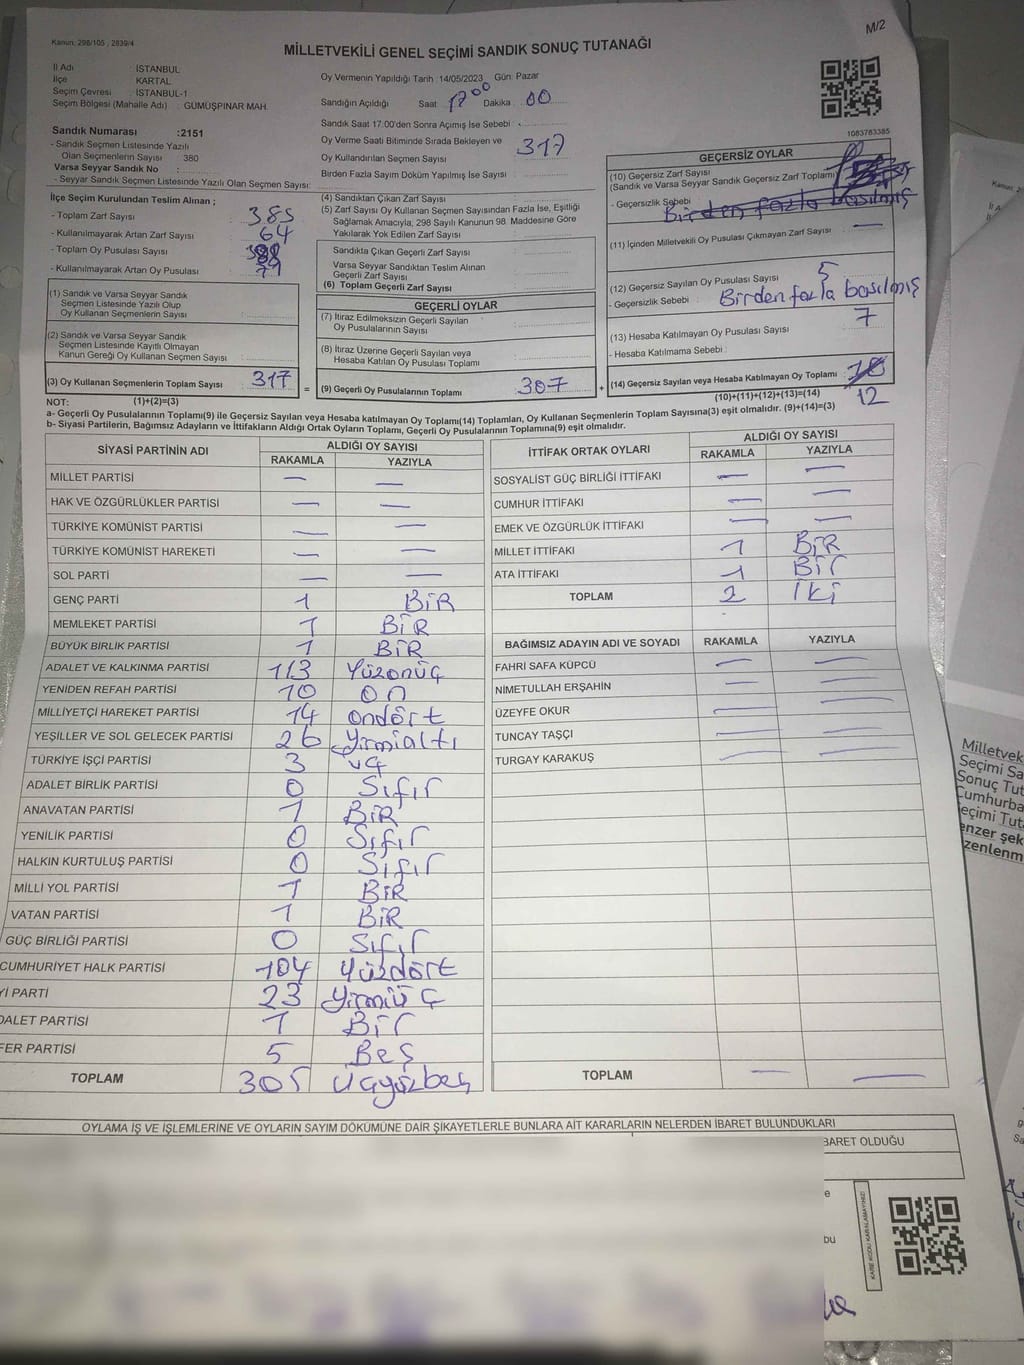 M/2
Kanun: 298/105 , 2839/4
MİLLETVEKİLİ GENEL SEÇİMİ SANDIK SONUÇ TUTANAĞI
İl Adı : İSTANBUL
İlçe : KARTAL
Seçim Çevresi : İSTANBUL-1
Seçim Bölgesi (Mahalle Adı) : GÜMÜŞPINAR MAH.
Oy Vermenin Yapıldığı Tarih :14/05/2023 Gün: Pazar
Sandığın Açıldığı Saat : 17 00 Dakika : 00
Sandık Saat 17:00'den Sonra Açımış İse Sebebi :
Sandık Numarası :2151
- Sandık Seçmen Listesinde Yazılı
Olan Seçmenlerin Sayısı 380
Varsa Seyyar Sandık No :
- Seyyar Sandık Seçmen Listesinde Yazılı Olan Seçmen Sayısı:
Oy Verme Saati Bitiminde Sırada Bekleyen ve
Oy Kullandırılan Seçmen Sayısı : 317
Birden Fazla Sayım Döküm Yapılmış İse Sayısı :
1083783385
İlçe Seçim Kurulundan Teslim Alınan ;
- Toplam Zarf Sayısı : 385
- Kullanılmayarak Artan Zarf Sayısı : 64
- Toplam Oy Pusulası Sayısı :
- Kullanılmayarak Artan Oy Pusulası : 71
(1) Sandık ve Varsa Seyyar Sandık
Seçmen Listesinde Yazılı Olup
Oy Kullanan Seçmenlerin Sayısı :
(2) Sandık ve Varsa Seyyar Sandık
Seçmen Listesinde Kayıtlı Olmayan
Kanun Gereği Oy Kullanan Seçmen Sayısı :
(3) Oy Kullanan Seçmenlerin Toplam Sayısı : 317
(1)+(2)=(3)
(4) Sandıktan Çıkan Zarf Sayısı :
(5) Zarf Sayısı Oy Kullanan Seçmen Sayısından Fazla İse, Eşitliği
Sağlamak Amacıyla, 298 Sayılı Kanunun 98. Maddesine Göre
Yakılarak Yok Edilen Zarf Sayısı :
Sandıkta Çıkan Geçerli Zarf Sayısı :
Varsa Seyyar Sandıktan Teslim Alınan
Geçerli Zarf Sayısı :
(6) Toplam Geçerli Zarf Sayısı :
GEÇERLİ OYLAR
(7) İtiraz Edilmeksizin Geçerli Sayılan
Oy Pusulalarının Sayısı :
(8) İtiraz Üzerine Geçerli Sayılan veya
Hesaba Katılan Oy Pusulası Toplamı :
= (9) Geçerli Oy Pusulalarının Toplamı : 307 +
GEÇERSİZ OYLAR
(10) Geçersiz Zarf Sayısı
(Sandık ve Varsa Seyyar Sandık Geçersiz Zarf Toplamı)
- Geçersizlik Sebebi : Birden fazla basılmış
(11) İçinden Milletvekili Oy Pusulası Çıkmayan Zarf Sayısı : —
(12) Geçersiz Sayılan Oy Pusulası Sayısı : 5
- Geçersizlik Sebebi : Birden fazla basılmış
(13) Hesaba Katılmayan Oy Pusulası Sayısı : 7
- Hesaba Katılmama Sebebi :
(14) Geçersiz Sayılan veya Hesaba Katılmayan Oy Toplamı : 10
(10)+(11)+(12)+(13)=(14) 12
NOT:
a- Geçerli Oy Pusulalarının Toplamı(9) ile Geçersiz Sayılan veya Hesaba katılmayan Oy Toplamı(14) Toplamları, Oy Kullanan Seçmenlerin Toplam Sayısına(3) eşit olmalıdır. (9)+(14)=(3)
b- Siyasi Partilerin, Bağımsız Adayların ve İttifakların Aldığı Ortak Oyların Toplamı, Geçerli Oy Pusulalarının Toplamına(9) eşit olmalıdır.
SİYASİ PARTİNİN ADI ALDIĞI OY SAYISI
RAKAMLA YAZIYLA
MİLLET PARTİSİ — —
HAK VE ÖZGÜRLÜKLER PARTİSİ — —
TÜRKİYE KOMÜNİST PARTİSİ — —
TÜRKİYE KOMÜNİST HAREKETİ — —
SOL PARTİ — —
GENÇ PARTİ 1 BİR
MEMLEKET PARTİSİ 1 BİR
BÜYÜK BİRLİK PARTİSİ 1 BİR
ADALET VE KALKINMA PARTİSİ 113 Yüzonüç
YENİDEN REFAH PARTİSİ 10 on
MİLLİYETÇİ HAREKET PARTİSİ 14 ondört
YEŞİLLER VE SOL GELECEK PARTİSİ 26 Yirmialtı
TÜRKİYE İŞÇİ PARTİSİ 3 üç
ADALET BİRLİK PARTİSİ 0 Sıfır
ANAVATAN PARTİSİ 1 BİR
YENİLİK PARTİSİ 0 Sıfır
HALKIN KURTULUŞ PARTİSİ 0 Sıfır
MİLLİ YOL PARTİSİ 1 BİR
VATAN PARTİSİ 1 BİR
GÜÇ BİRLİĞİ PARTİSİ 0 Sıfır
CUMHURİYET HALK PARTİSİ 104 Yüzdört
Yİ PARTİ 23 Yirmiüç
DALET PARTİSİ 1 Bir
FER PARTİSİ 5 Beş
TOPLAM 305 Üçyüzbeş
İTTİFAK ORTAK OYLARI ALDIĞI OY SAYISI
RAKAMLA YAZIYLA
SOSYALİST GÜÇ BİRLİĞİ İTTİFAKI — —
CUMHUR İTTİFAKI — —
EMEK VE ÖZGÜRLÜK İTTİFAKI — —
MİLLET İTTİFAKI 1 BİR
ATA İTTİFAKI 1 Bir
TOPLAM 2 İki
BAĞIMSIZ ADAYIN ADI VE SOYADI RAKAMLA YAZIYLA
FAHRİ SAFA KÜPCÜ — —
NİMETULLAH ERŞAHİN — —
ÜZEYFE OKUR — —
TUNCAY TAŞÇI — —
TURGAY KARAKUŞ — —
TOPLAM — —
OYLAMA İŞ VE İŞLEMLERİNE VE OYLARIN SAYIM DÖKÜMÜNE DAİR ŞİKAYETLERLE BUNLARA AİT KARARLARIN NELERDEN İBARET BULUNDUKLARI
BARET OLDUĞU
KARE KODU KARALAMAYINIZ!
Milletvek
Seçimi Sa
Sonuç Tut
Cumhurba
eçimi Tut
enzer şek
zenlenm